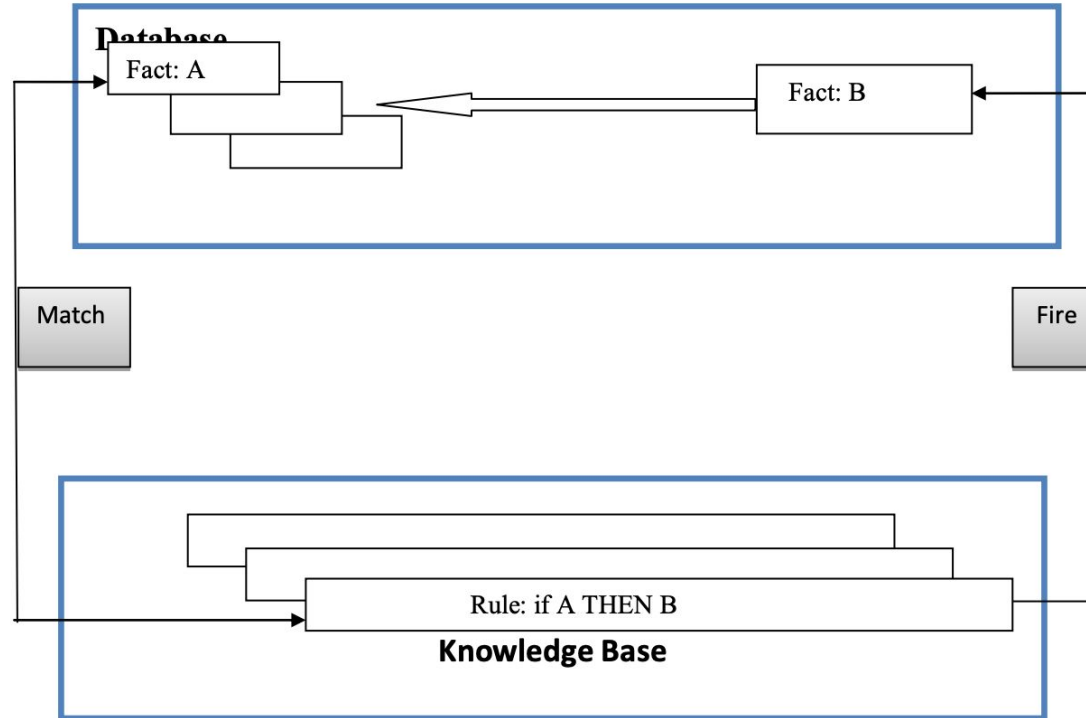 Database
Fact: A
Fact: B
Match
Fire
Rule: if A THEN B
Knowledge Base